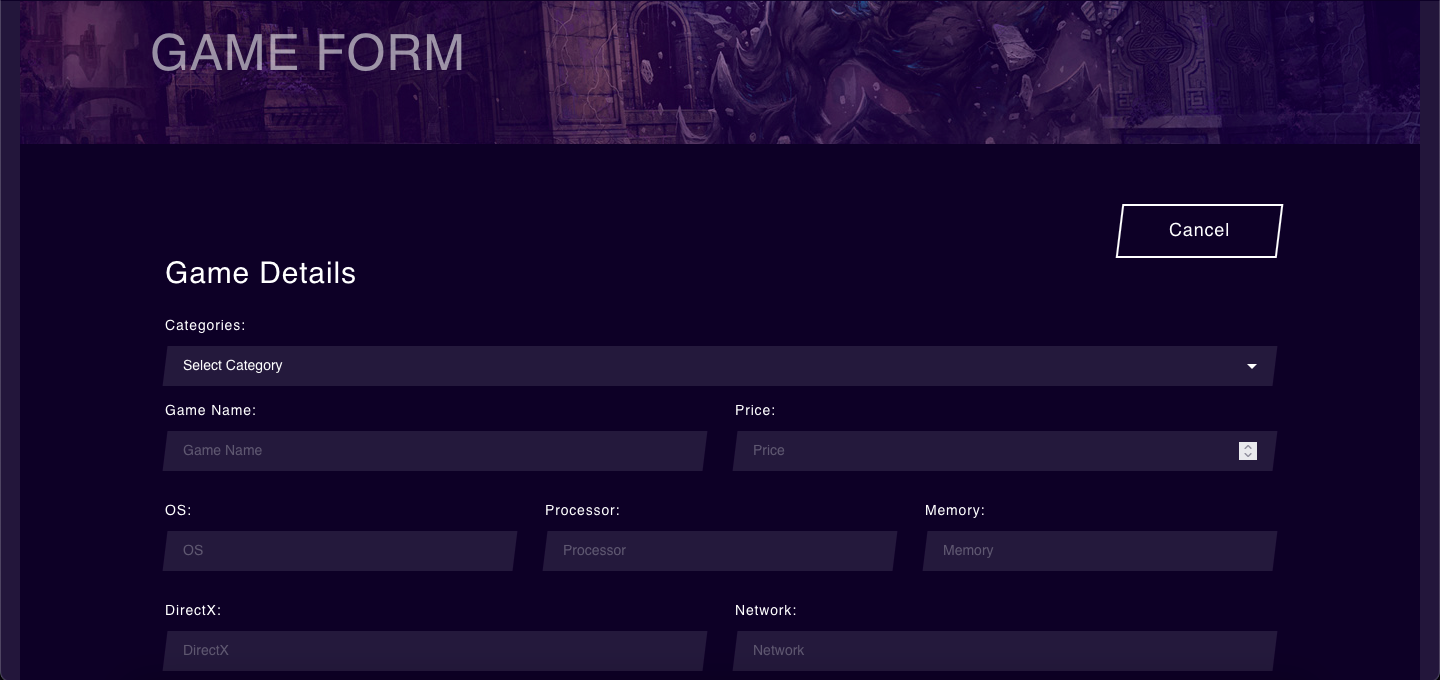 GAME FORM
Cancel
Game Details
Categories:
Select Category
Game Name: Price:
Game Name Price
OS: Processor: Memory:
OS Processor Memory
DirectX: Network:
DirectX Network